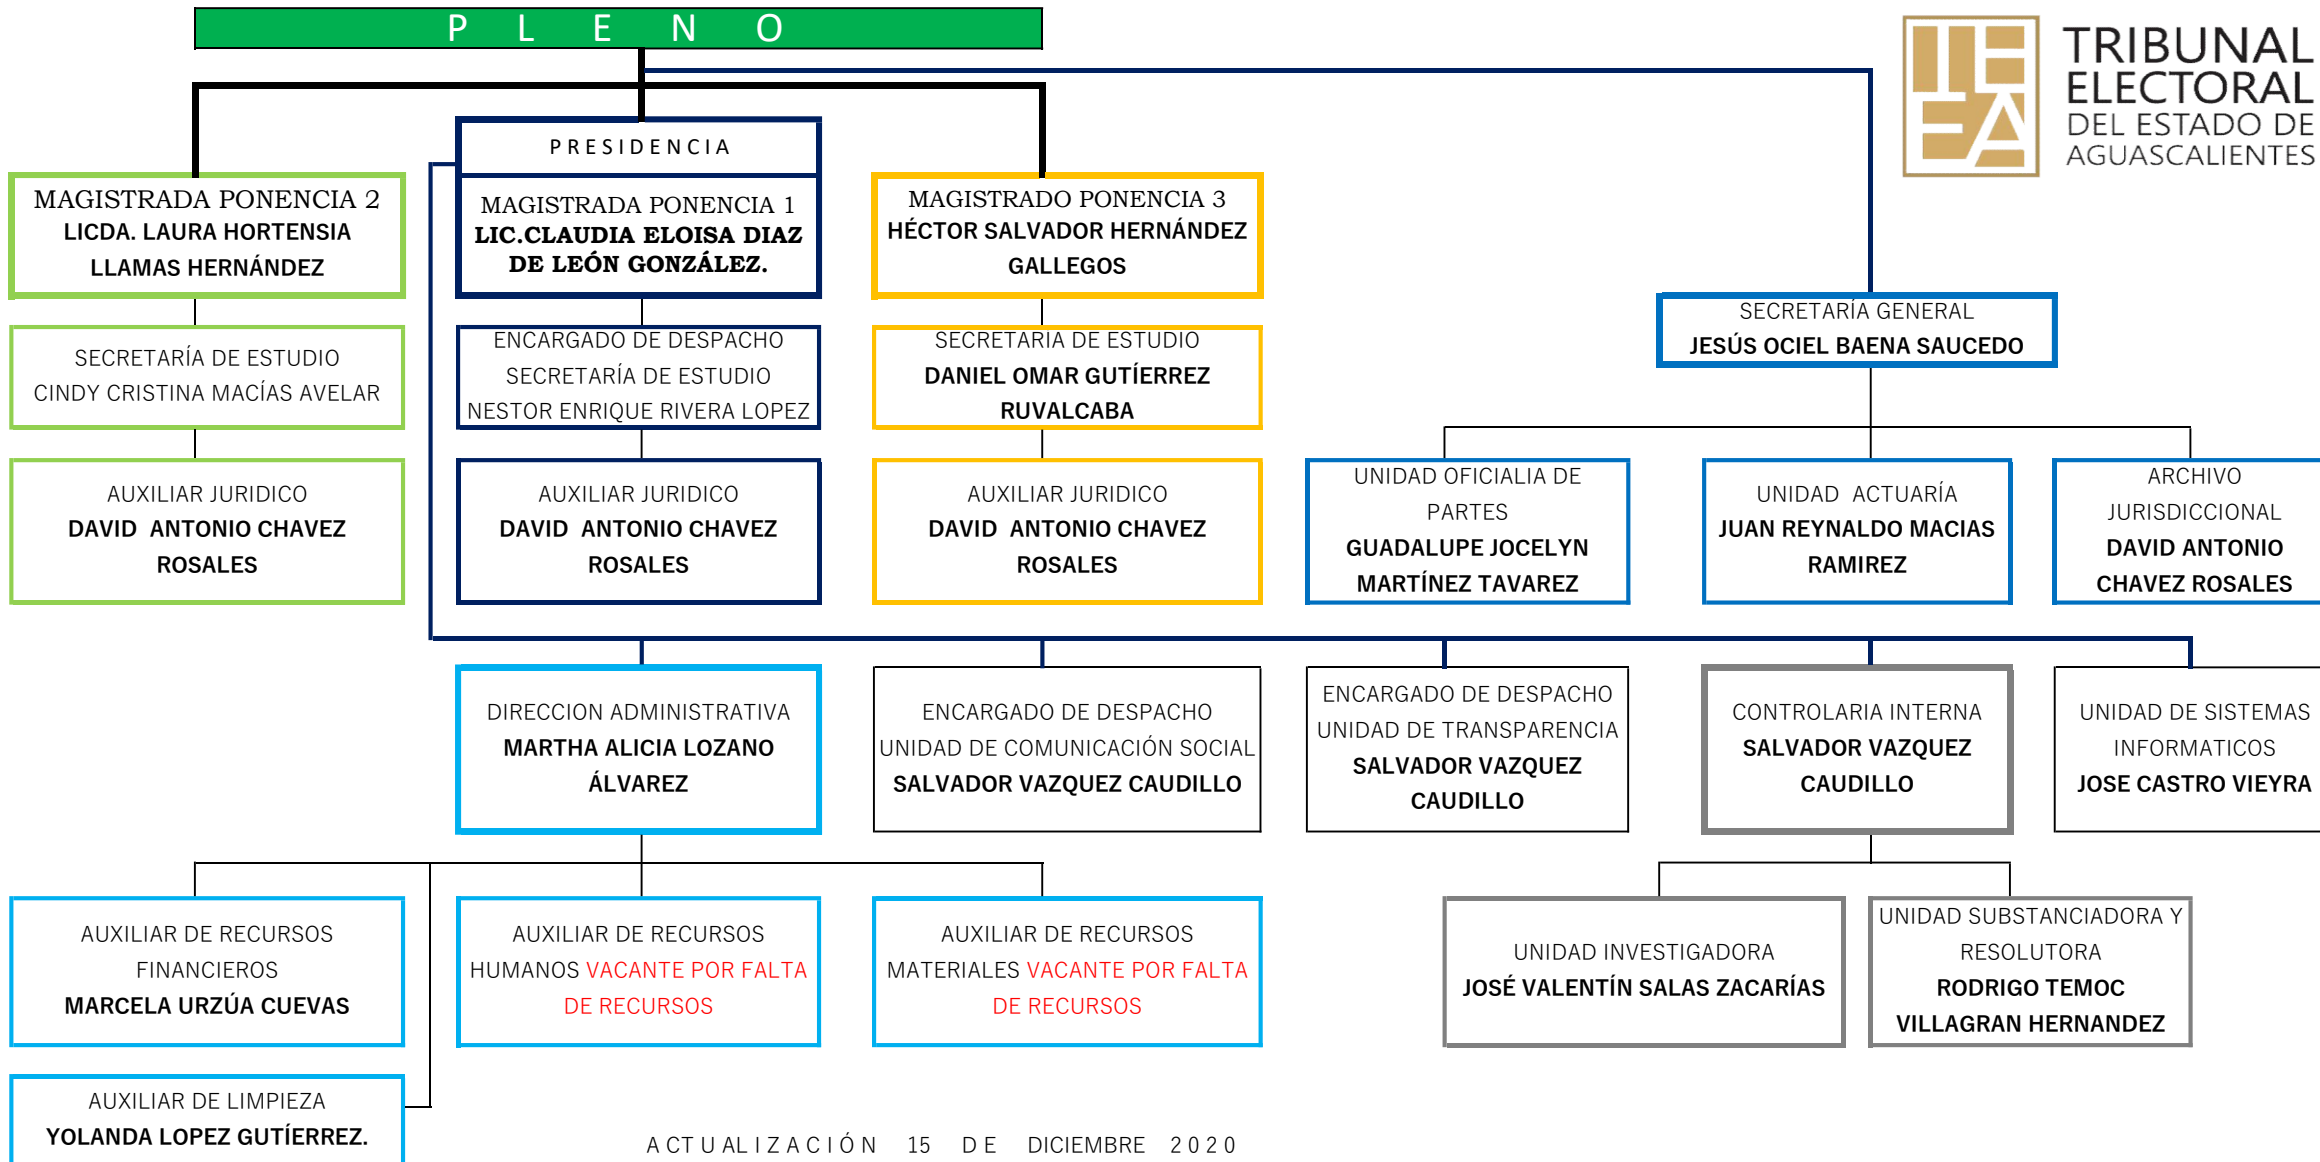 P L E N O
TRIBUNAL
ELECTORAL
DEL ESTADO DE
AGUASCALIENTES
PRESIDENCIA
MAGISTRADA PONENCIA 2
LICDA. LAURA HORTENSIA
LLAMAS HERNÁNDEZ
MAGISTRADA PONENCIA 1
LIC.CLAUDIA ELOISA DIAZ
DE LEÓN GONZÁLEZ.
MAGISTRADO PONENCIA 3
HÉCTOR SALVADOR HERNÁNDEZ
GALLEGOS
SECRETARÍA GENERAL
JESÚS OCIEL BAENA SAUCEDO
SECRETARÍA DE ESTUDIO
CINDY CRISTINA MACÍAS AVELAR
ENCARGADO DE DESPACHO
SECRETARÍA DE ESTUDIO
NESTOR ENRIQUE RIVERA LOPEZ
SECRETARIA DE ESTUDIO
DANIEL OMAR GUTÍERREZ
RUVALCABA
AUXILIAR JURIDICO
DAVID ANTONIO CHAVEZ
ROSALES
AUXILIAR JURIDICO
DAVID ANTONIO CHAVEZ
ROSALES
AUXILIAR JURIDICO
DAVID ANTONIO CHAVEZ
ROSALES
UNIDAD OFICIALIA DE
PARTES
GUADALUPE JOCELYN
MARTÍNEZ TAVAREZ
UNIDAD ACTUARÍA
JUAN REYNALDO MACIAS
RAMIREZ
ARCHIVO
JURISDICCIONAL
DAVID ANTONIO
CHAVEZ ROSALES
DIRECCION ADMINISTRATIVA
MARTHA ALICIA LOZANO
ÁLVAREZ
ENCARGADO DE DESPACHO
UNIDAD DE COMUNICACIÓN SOCIAL
SALVADOR VAZQUEZ CAUDILLO
ENCARGADO DE DESPACHO
UNIDAD DE TRANSPARENCIA
SALVADOR VAZQUEZ
CAUDILLO
CONTROLARIA INTERNA
SALVADOR VAZQUEZ
CAUDILLO
UNIDAD DE SISTEMAS
INFORMATICOS
JOSE CASTRO VIEYRA
AUXILIAR DE RECURSOS
FINANCIEROS
MARCELA URZÚA CUEVAS
AUXILIAR DE RECURSOS
HUMANOS VACANTE POR FALTA
DE RECURSOS
AUXILIAR DE RECURSOS
MATERIALES VACANTE POR FALTA
DE RECURSOS
UNIDAD INVESTIGADORA
JOSÉ VALENTÍN SALAS ZACARÍAS
UNIDAD SUBSTANCIADORA Y
RESOLUTORA
RODRIGO TEMOC
VILLAGRAN HERNANDEZ
AUXILIAR DE LIMPIEZA
YOLANDA LOPEZ GUTÍERREZ.
ACTUALIZACIÓN 15 DE DICIEMBRE 2020